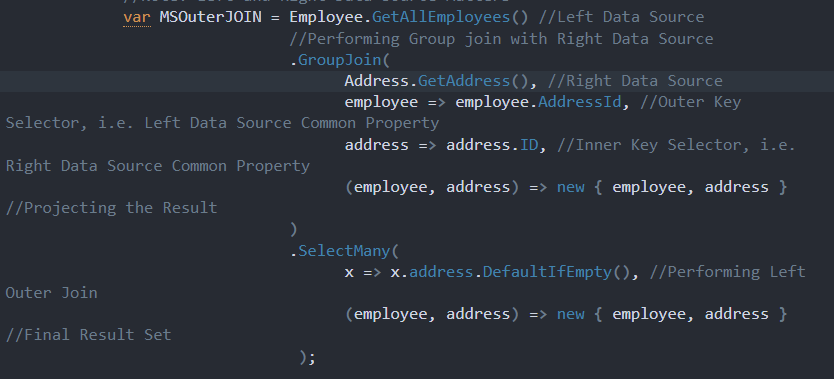 var MSOuterJOIN = Employee.GetAllEmployees() //Left Data Source
//Performing Group join with Right Data Source
.GroupJoin(
Address.GetAddress(), //Right Data Source
employee => employee.AddressId, //Outer Key
Selector, i.e. Left Data Source Common Property
address => address.ID, //Inner Key Selector, i.e.
Right Data Source Common Property
(employee, address) => new { employee, address }
//Projecting the Result
)
.SelectMany(
x => x.address.DefaultIfEmpty(), //Performing Left
Outer Join
(employee, address) => new { employee, address }
//Final Result Set
);